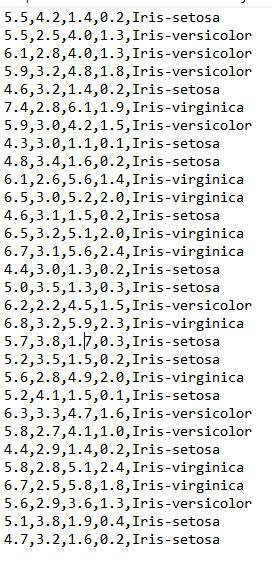 5.5,4.2,1.4,0.2,Iris-setosa
5.5,2.5,4.0,1.3,Iris-versicolor
6.1,2.8,4.0,1.3,Iris-versicolor
5.9,3.2,4.8,1.8,Iris-versicolor
4.6,3.2,1.4,0.2,Iris-setosa
7.4,2.8,6.1,1.9,Iris-virginica
5.9,3.0,4.2,1.5,Iris-versicolor
4.3,3.0,1.1,0.1,Iris-setosa
4.8,3.4,1.6,0.2,Iris-setosa
6.1,2.6,5.6,1.4,Iris-virginica
6.5,3.0,5.2,2.0,Iris-virginica
4.6,3.1,1.5,0.2,Iris-setosa
6.5,3.2,5.1,2.0,Iris-virginica
6.7,3.1,5.6,2.4,Iris-virginica
4.4,3.0,1.3,0.2,Iris-setosa
5.0,3.5,1.3,0.3,Iris-setosa
6.2,2.2,4.5,1.5,Iris-versicolor
6.8,3.2,5.9,2.3,Iris-virginica
5.7,3.8,1.7,0.3,Iris-setosa
5.2,3.5,1.5,0.2,Iris-setosa
5.6,2.8,4.9,2.0,Iris-virginica
5.2,4.1,1.5,0.1,Iris-setosa
6.3,3.3,4.7,1.6,Iris-versicolor
5.8,2.7,4.1,1.0,Iris-versicolor
4.4,2.9,1.4,0.2,Iris-setosa
5.8,2.8,5.1,2.4,Iris-virginica
6.7,2.5,5.8,1.8,Iris-virginica
5.6,2.9,3.6,1.3,Iris-versicolor
5.1,3.8,1.9,0.4,Iris-setosa
4.7,3.2,1.6,0.2,Iris-setosa